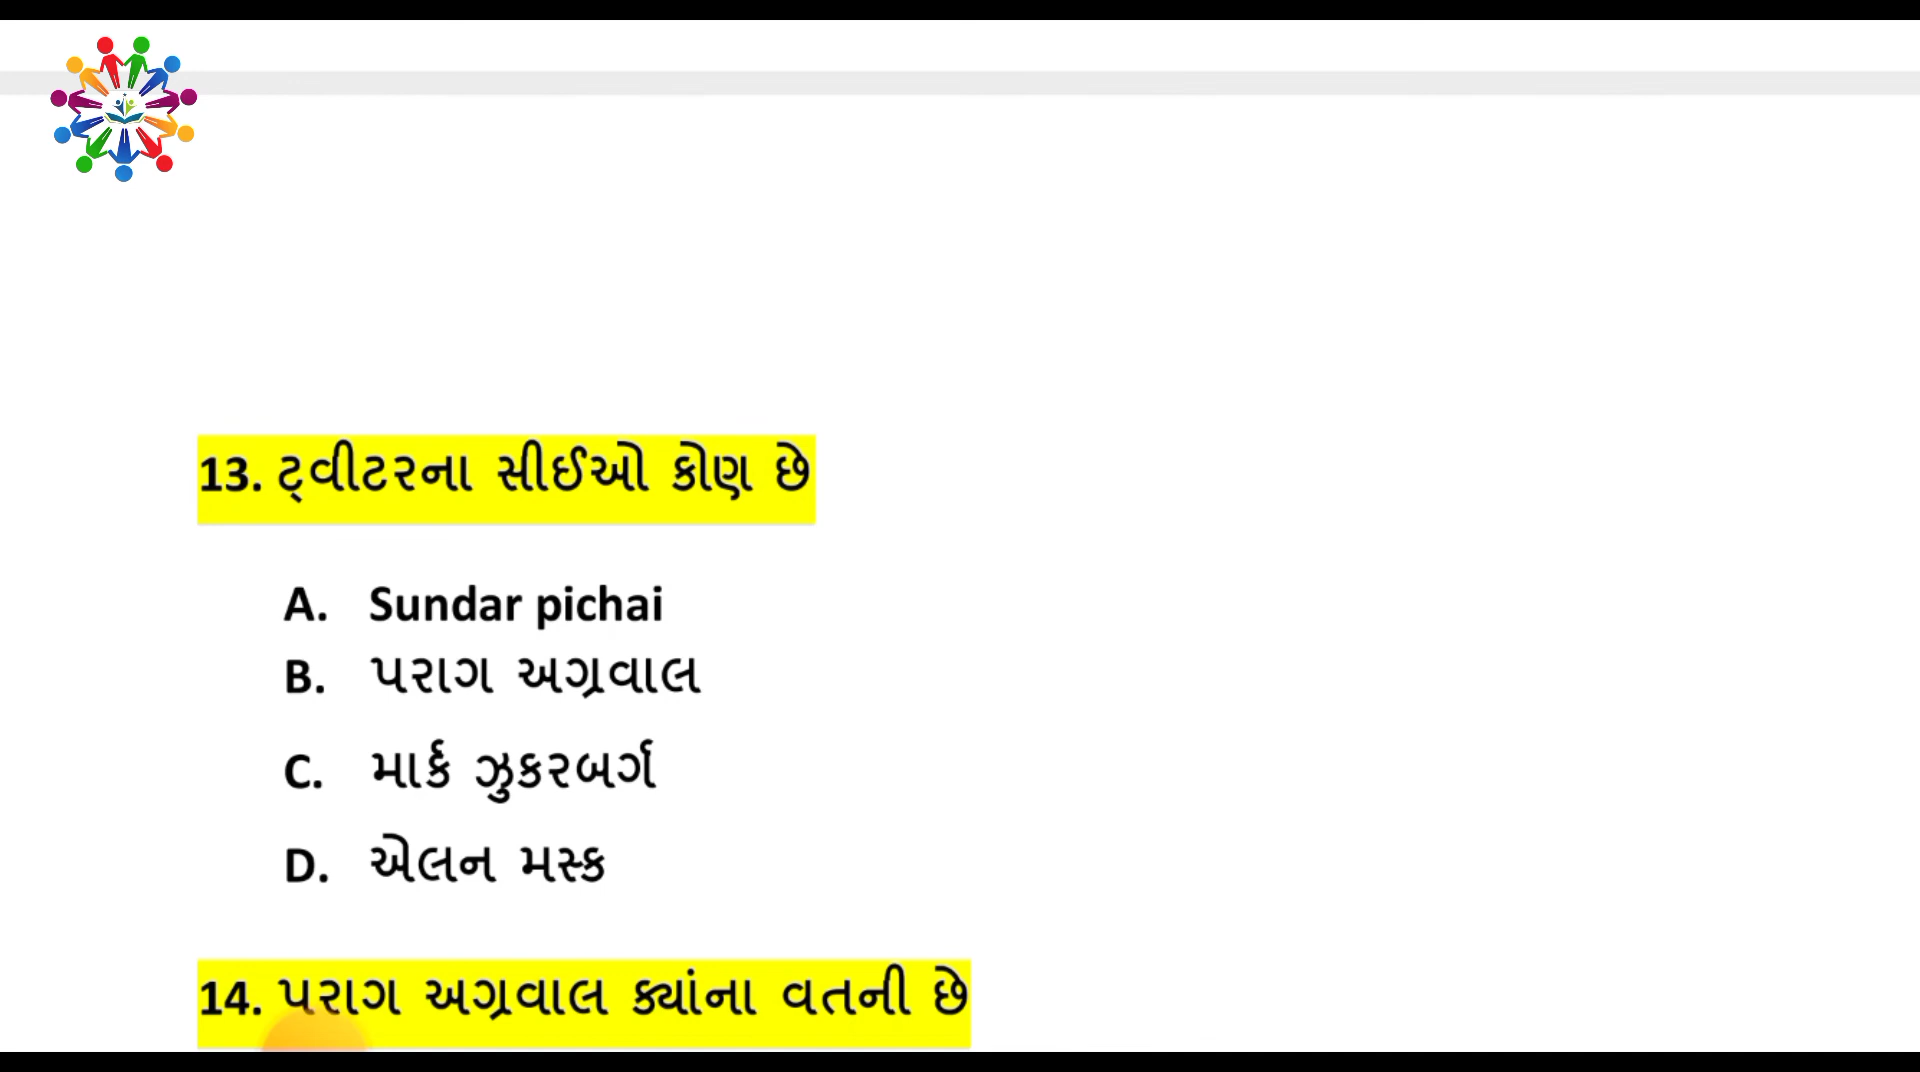 13. ટ્વીટરના સીઈઓ કોણ છે
A. Sundar pichai
B. પરાગ અગ્રવાલ
C. માર્ક ઝુકરબર્ગ
D. એલન મસ્ક
14. પરાગ અગ્રવાલ ક્યાંના વતની છે